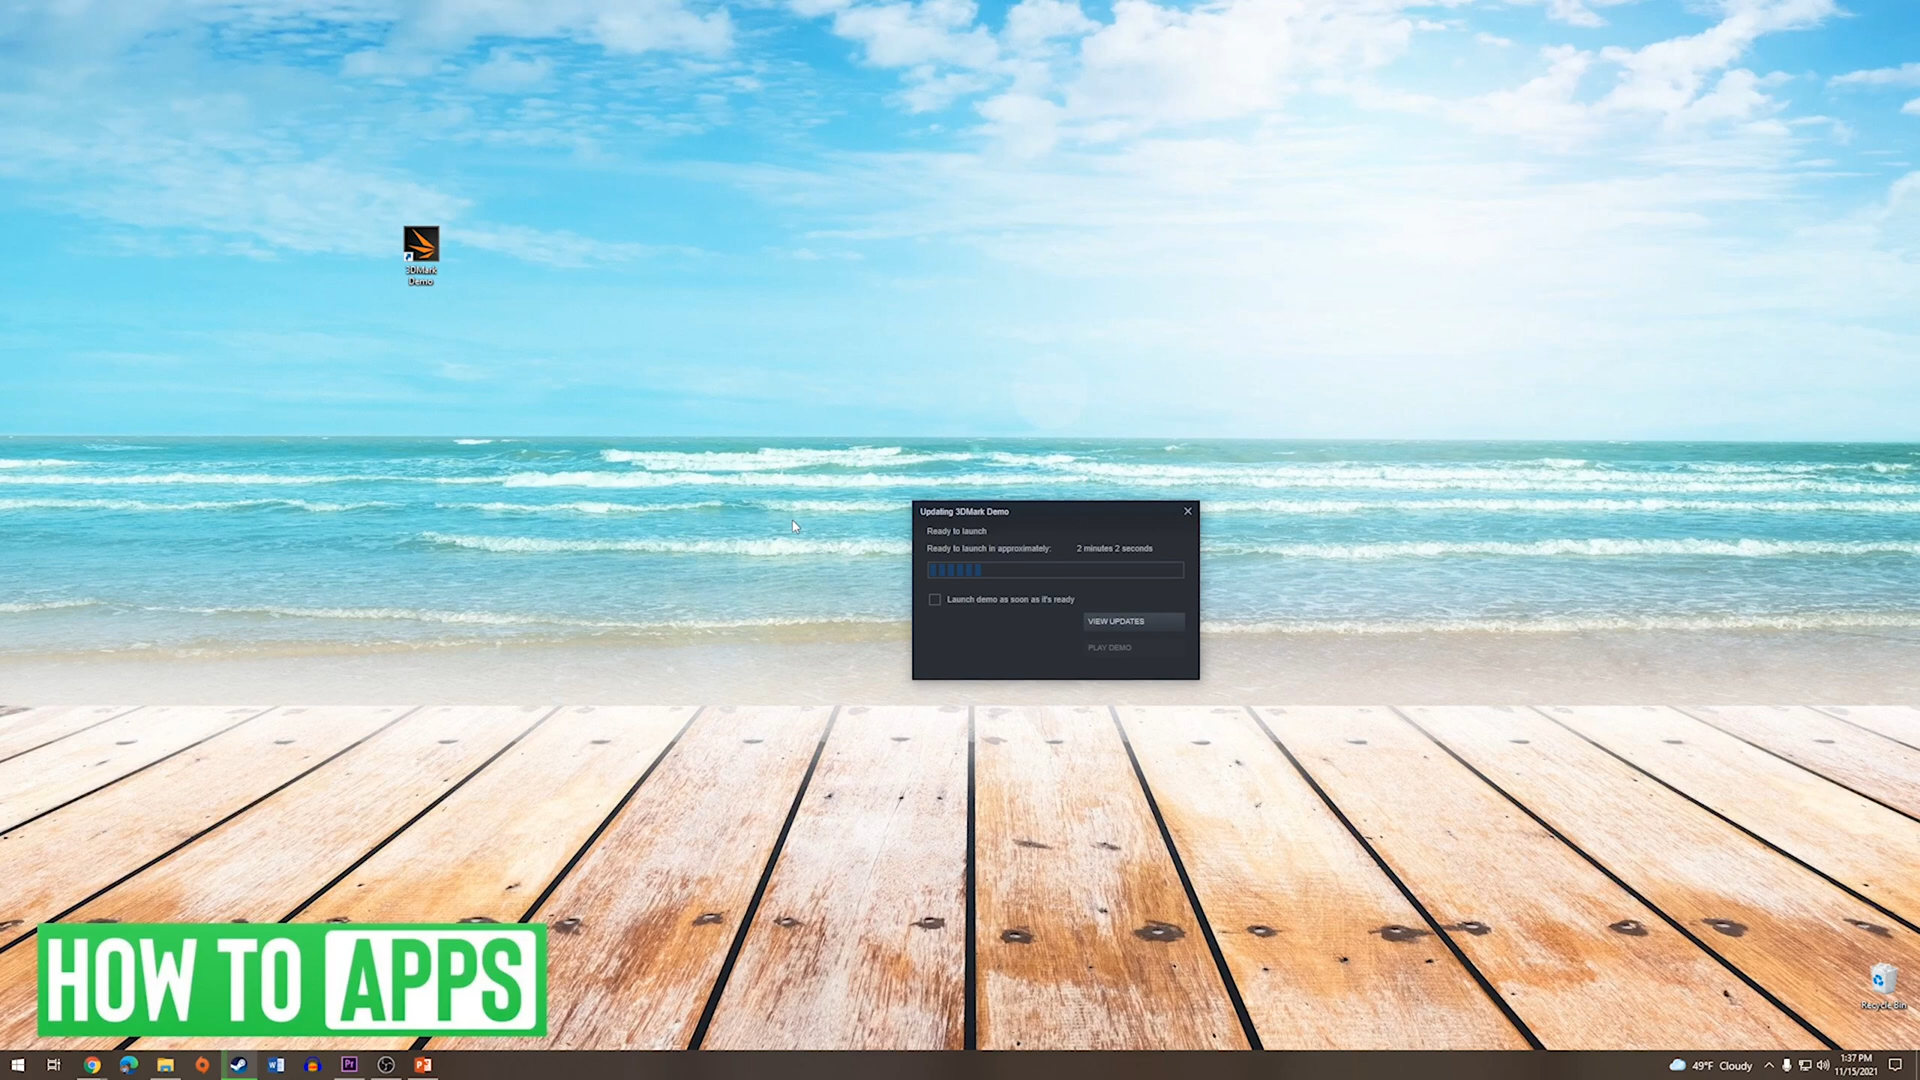 3DMark
Demo
Updating 3DMark Demo
Ready to launch
Ready to launch in approximately: 2 minutes 2 seconds
Launch demo as soon as it's ready
VIEW UPDATES
PLAY DEMO
HOW TO APPS
Recycle Bin
Pr
49°F Cloudy
1:37 PM
11/15/2021